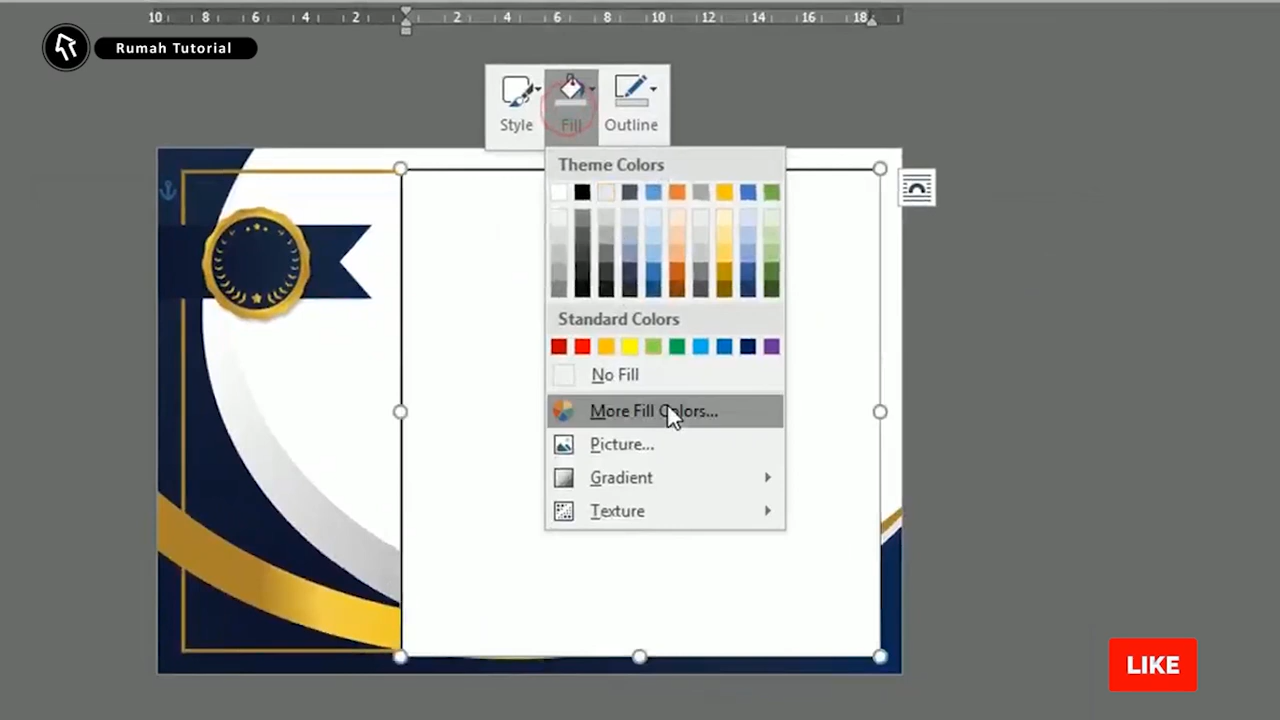 10 8 6 4 2 2 4 6 8 10 12 14 16 18
Rumah Tutorial
Style Fill Outline
Theme Colors
Standard Colors
No Fill
More Fill Colors...
Picture...
Gradient
Texture
LIKE